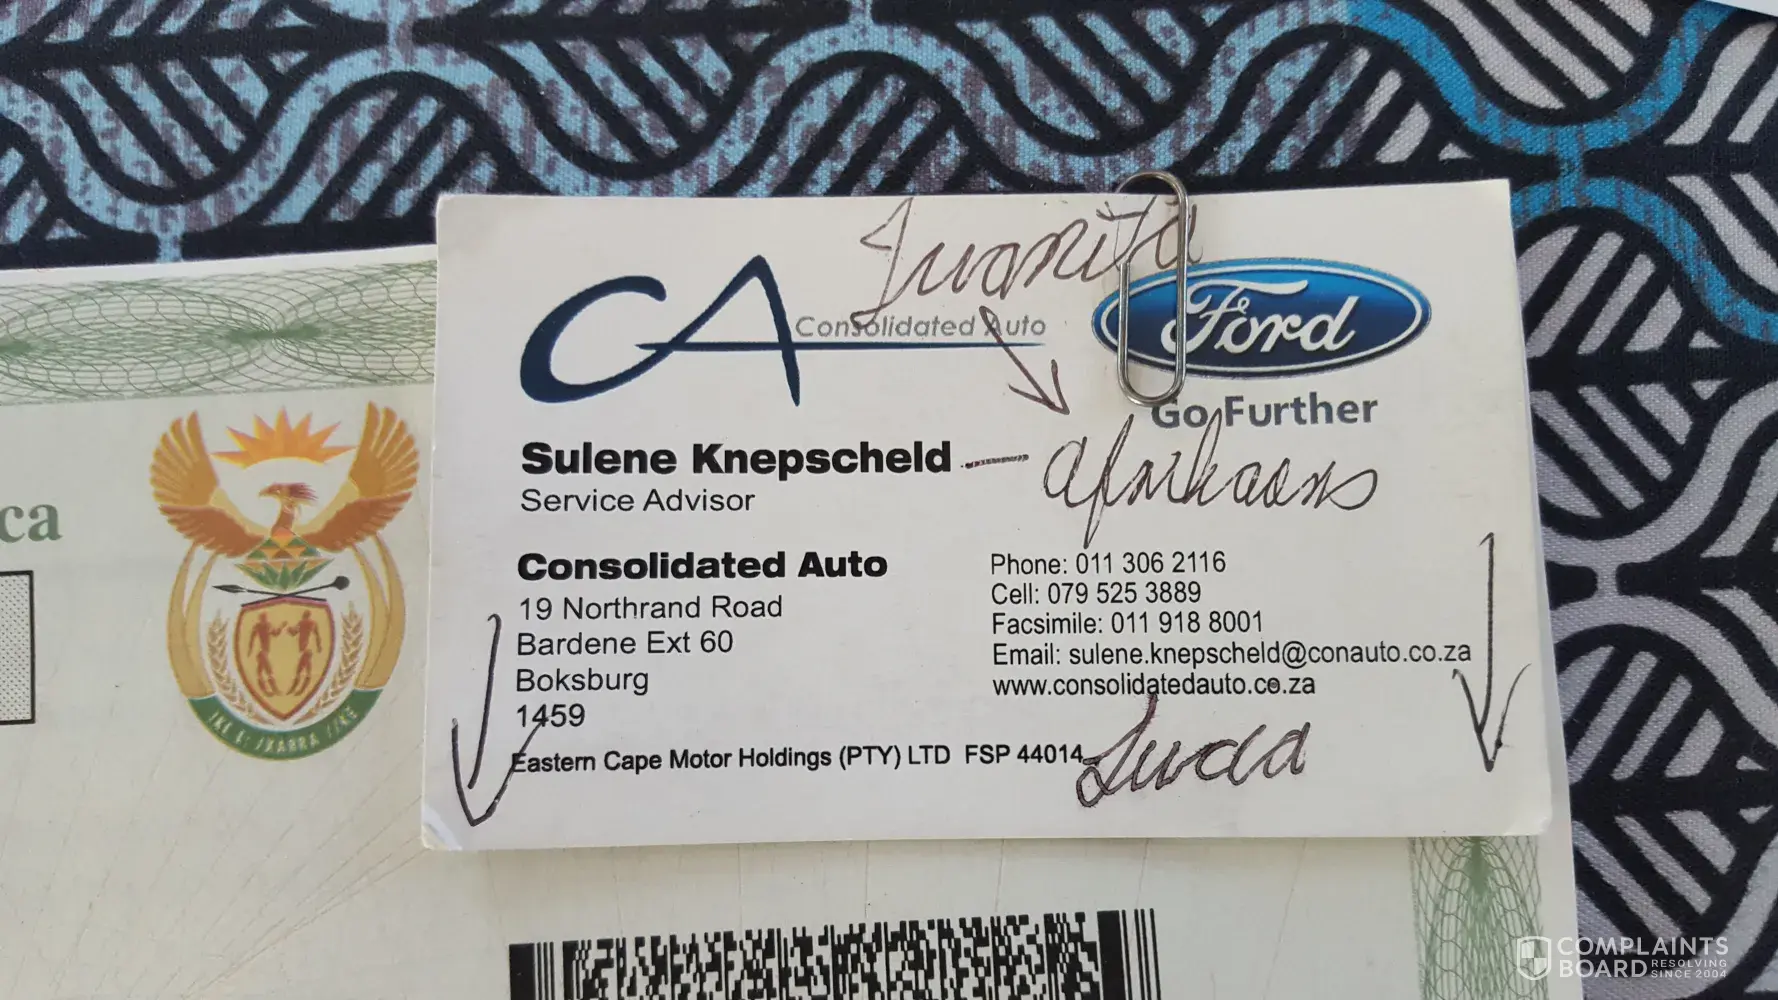 Juanita
CA
Consolidated Auto
Ford
Go Further
Sulene Knepscheld
afrikaans
Service Advisor
Consolidated Auto
19 Northrand Road
Bardene Ext 60
Boksburg
1459
Phone: 011 306 2116
Cell: 079 525 3889
Facsimile: 011 918 8001
Email: sulene.knepscheld@conauto.co.za
www.consolidatedauto.co.za
Eastern Cape Motor Holdings (PTY) LTD FSP 44014
ca
COMPLAINTS
BOARD RESOLVING
SINCE 2004